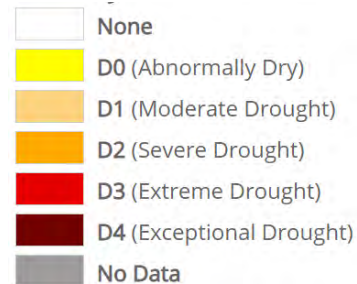 None
D0 (Abnormally Dry)
D1 (Moderate Drought)
D2 (Severe Drought)
D3 (Extreme Drought)
D4 (Exceptional Drought)
No Data